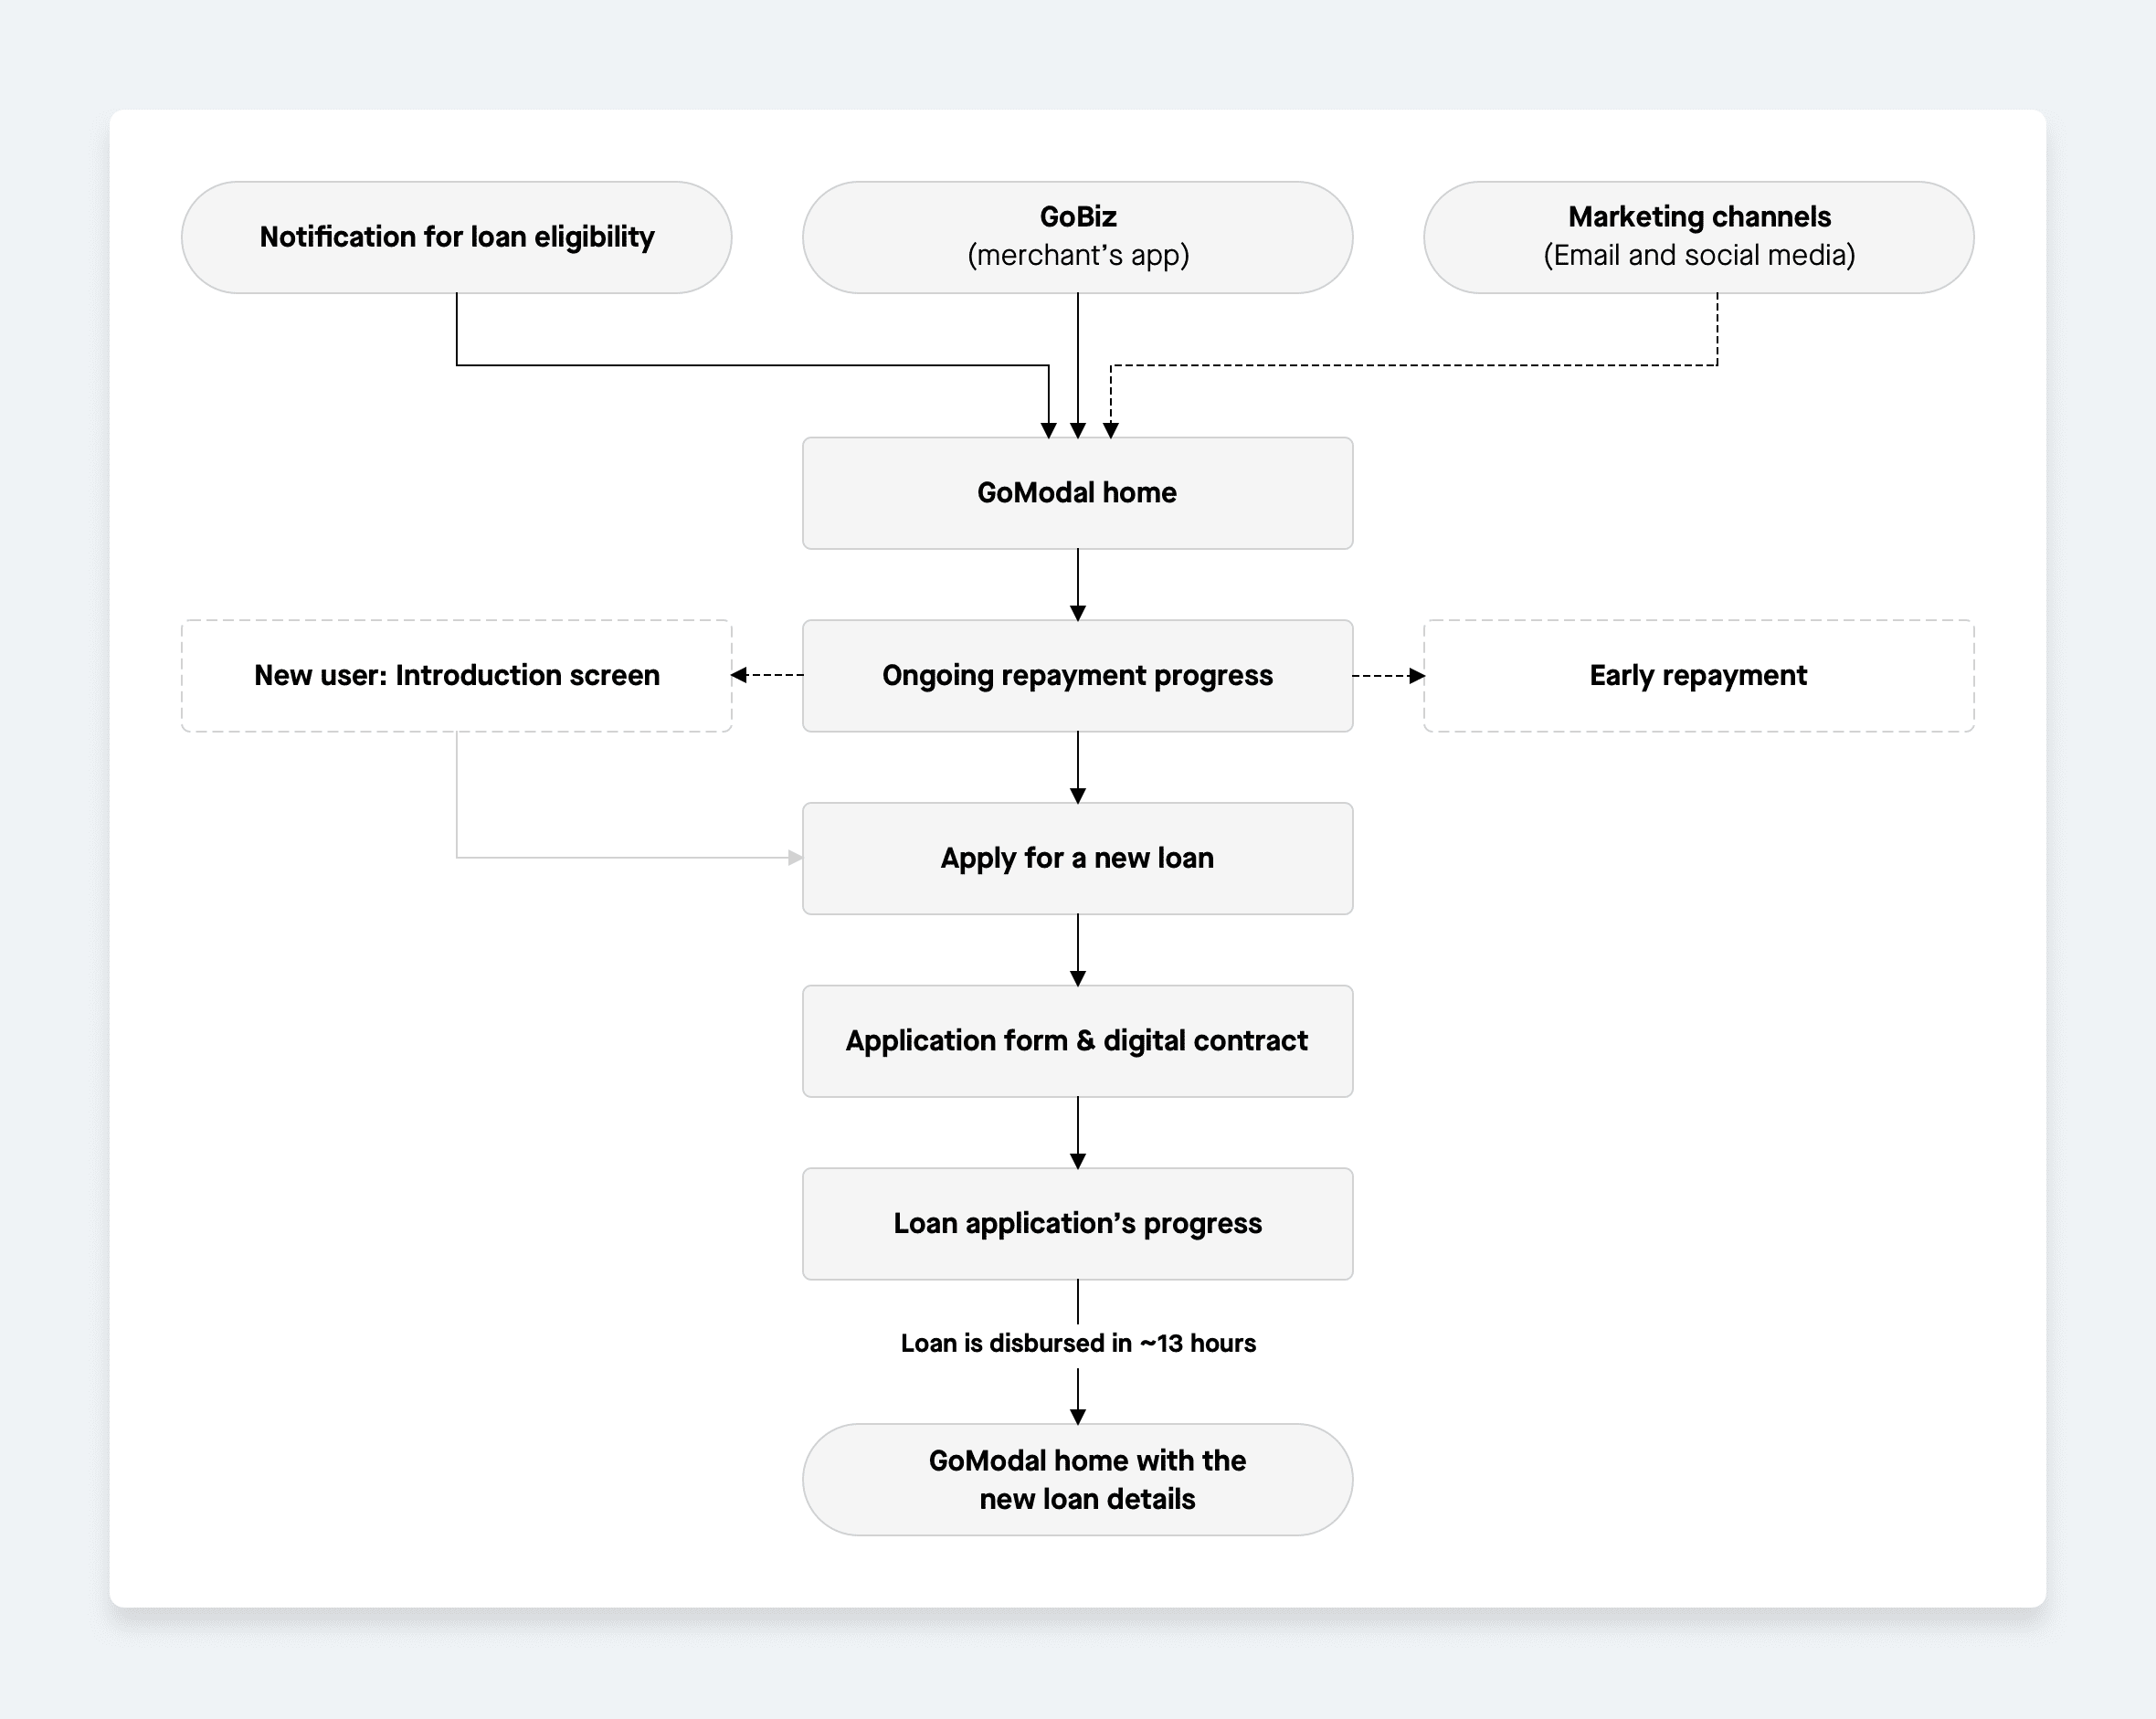 Notification for loan eligibility
GoBiz
(merchant’s app)
Marketing channels
(Email and social media)
GoModal home
New user: Introduction screen
Ongoing repayment progress
Early repayment
Apply for a new loan
Application form & digital contract
Loan application’s progress
Loan is disbursed in ~13 hours
GoModal home with the
new loan details